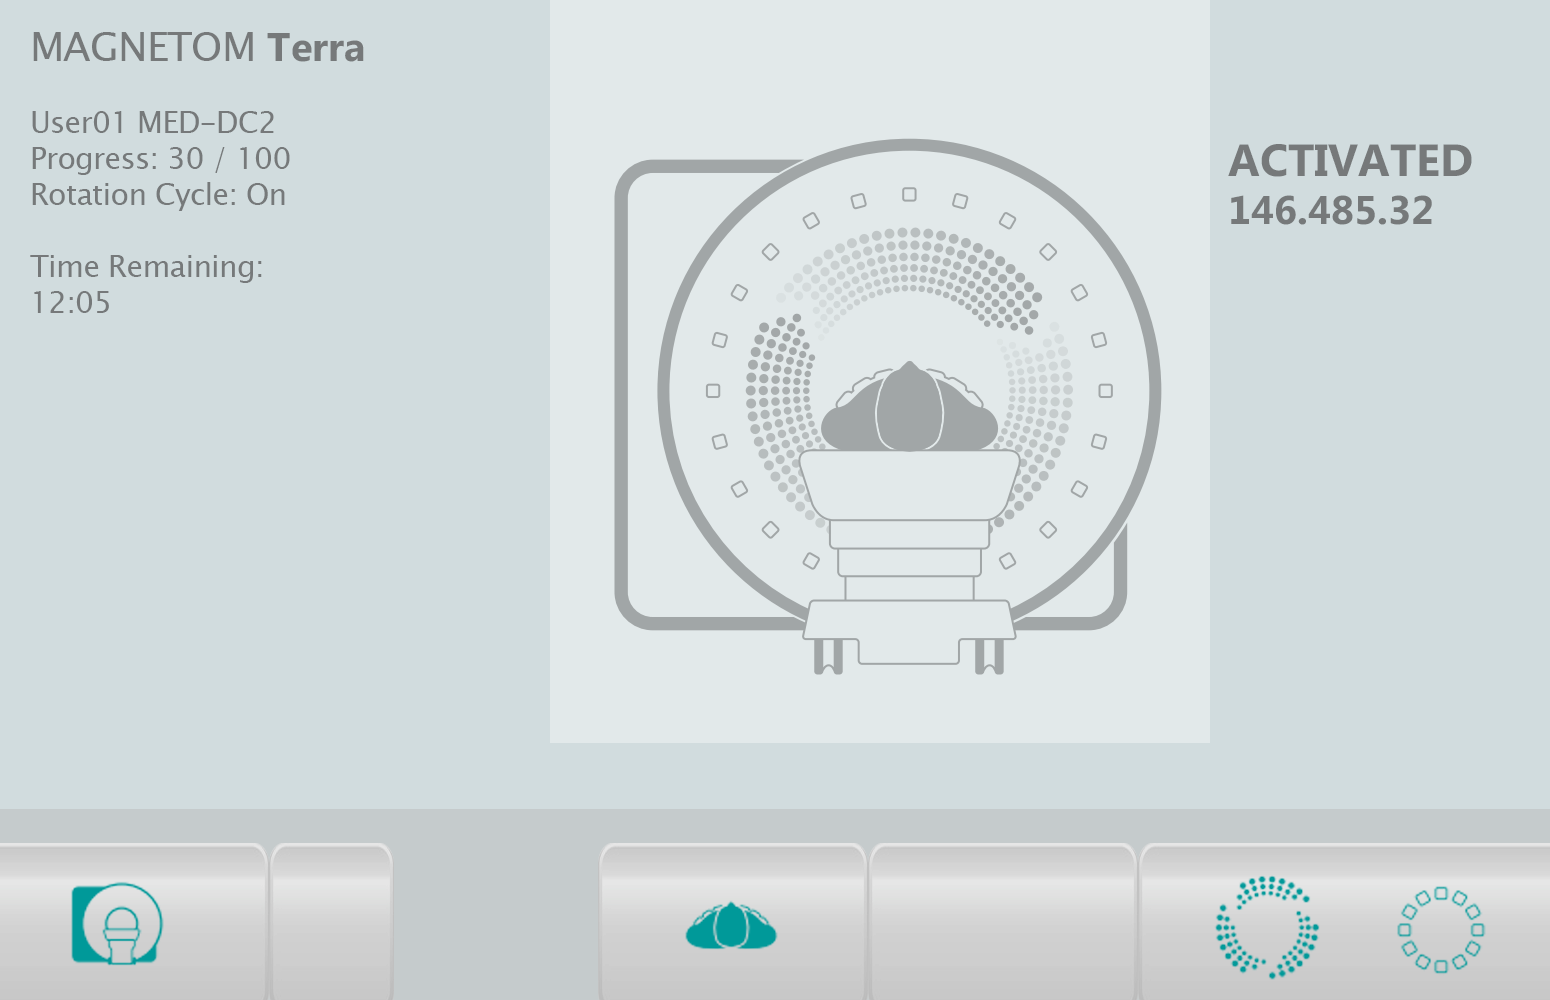 MAGNETOM Terra
User01 MED-DC2
Progress: 30 / 100
Rotation Cycle: On
Time Remaining:
12:05
ACTIVATED
146.485.32